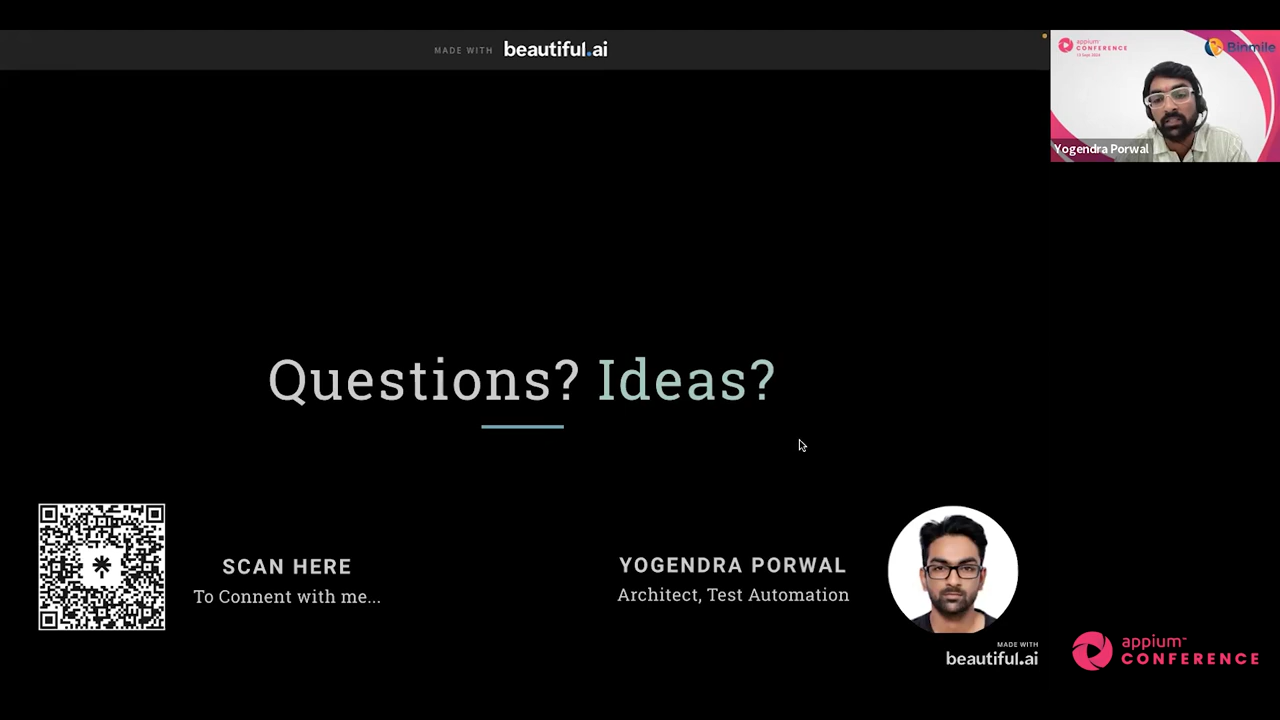 MADE WITH beautiful.ai
appium
CONFERENCE
Binmile
Yogendra Porwal
Questions? Ideas?
SCAN HERE
To Connent with me...
YOGENDRA PORWAL
Architect, Test Automation
MADE WITH
beautiful.ai
appium
CONFERENCE